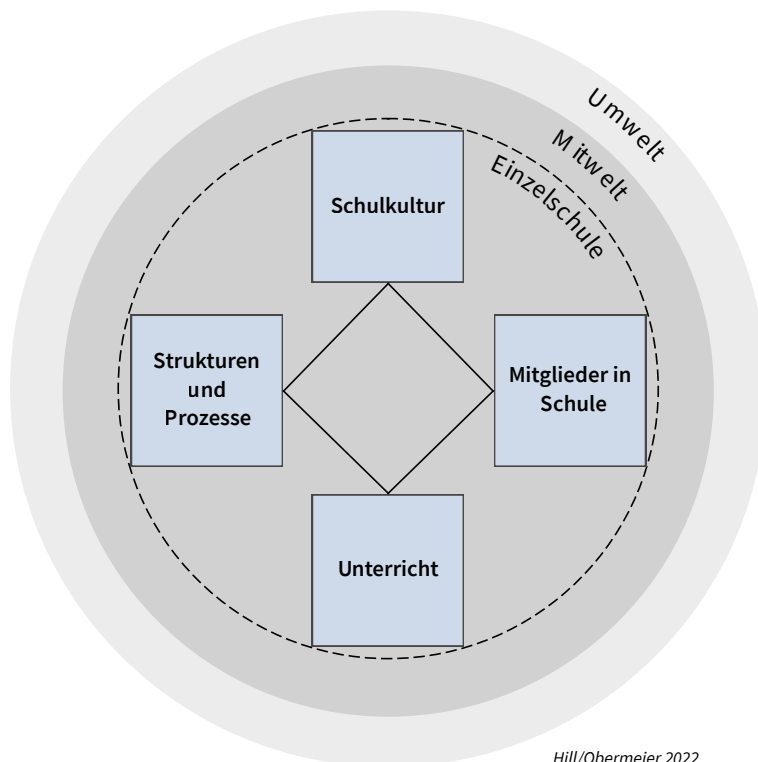 Umwelt
Mitwelt
Einzelschule
Schulkultur
Strukturen
und
Prozesse
Mitglieder in
Schule
Unterricht
Hill/Obermeier 2022